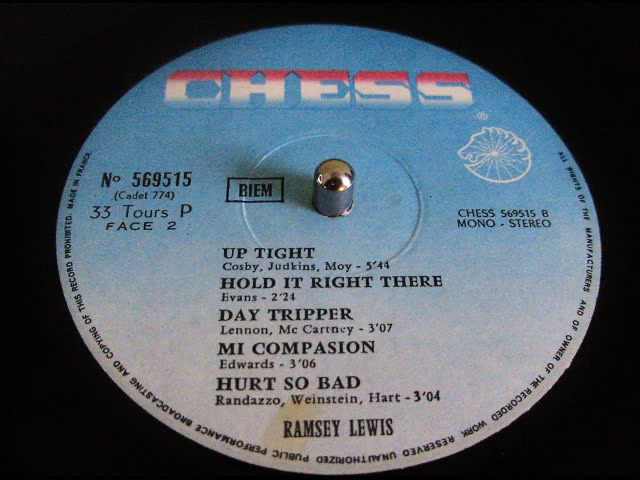 CHESS
®
No 569515
(Cadet 774)
33 Tours P
FACE 2
BIEM
CHESS 569515 B
MONO - STEREO
UP TIGHT
Cosby, Judkins, Moy - 5'44
HOLD IT RIGHT THERE
Evans - 2'24
DAY TRIPPER
Lennon, Mc Cartney - 3'07
MI COMPASION
Edwards - 3'06
HURT SO BAD
Randazzo, Weinstein, Hart - 3'04
RAMSEY LEWIS
ALL RIGHTS OF THE MANUFACTURERS AND OF OWNER OF THE RECORDED WORK RESERVED UNAUTHORIZED PUBLIC PERFORMANCE BROADCASTING AND COPYING OF THIS RECORD PROHIBITED. MADE IN FRANCE